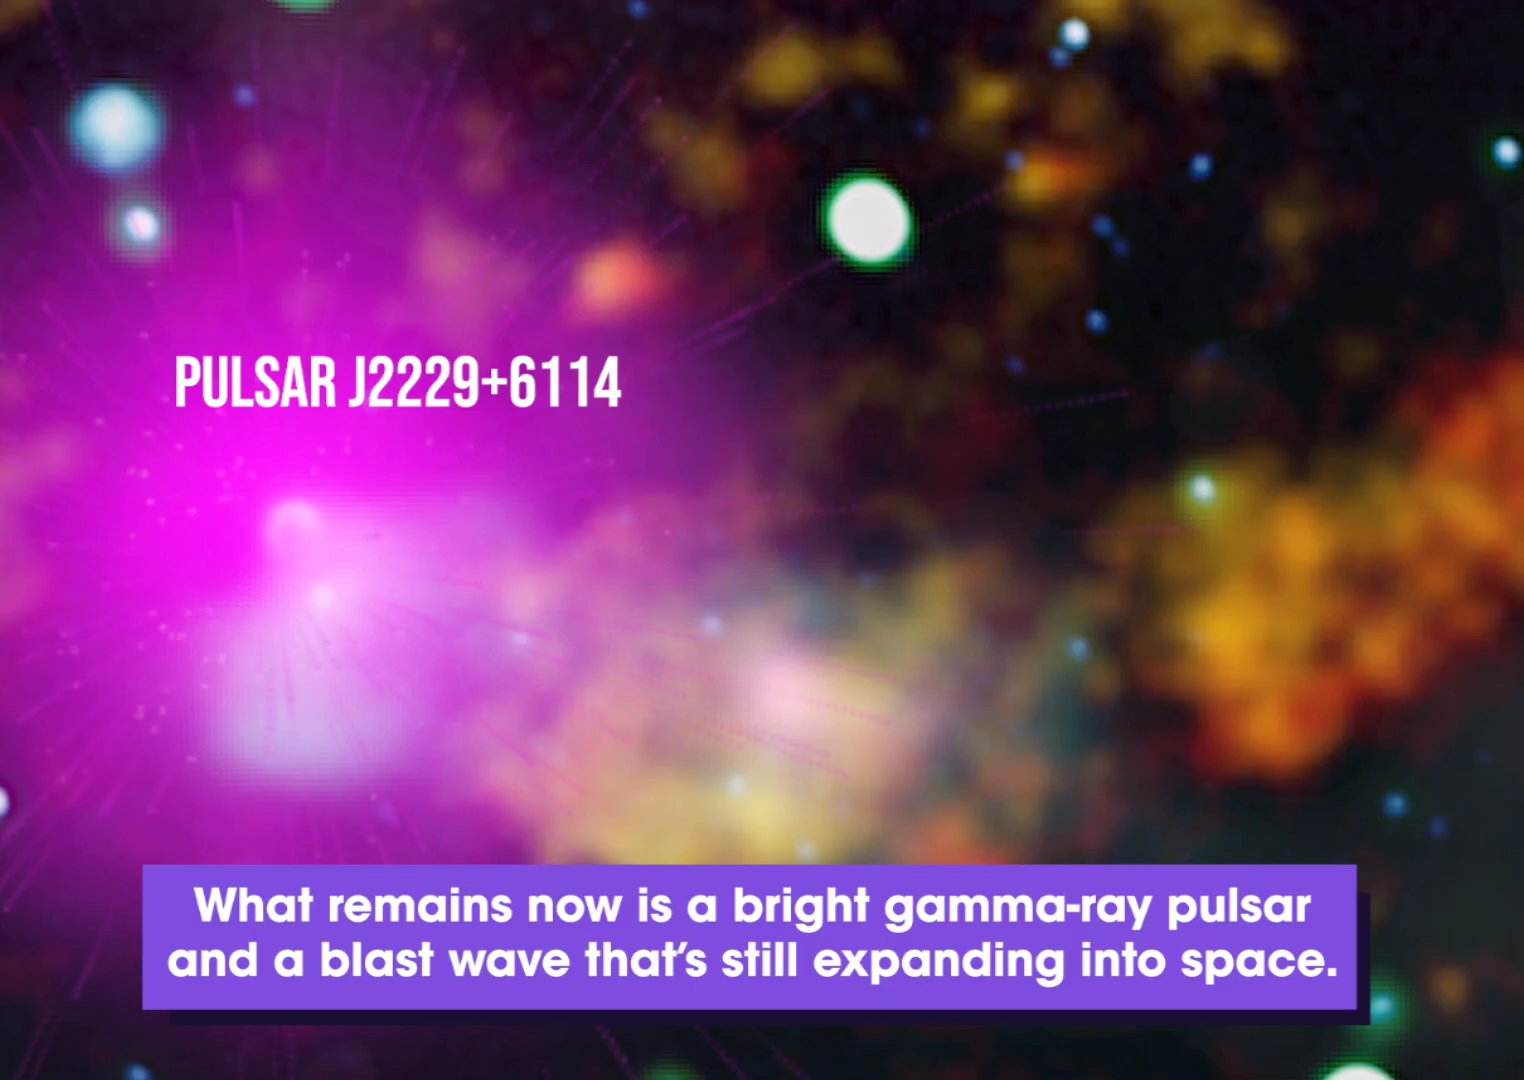 PULSAR J2229+6114
What remains now is a bright gamma-ray pulsar
and a blast wave that's still expanding into space.